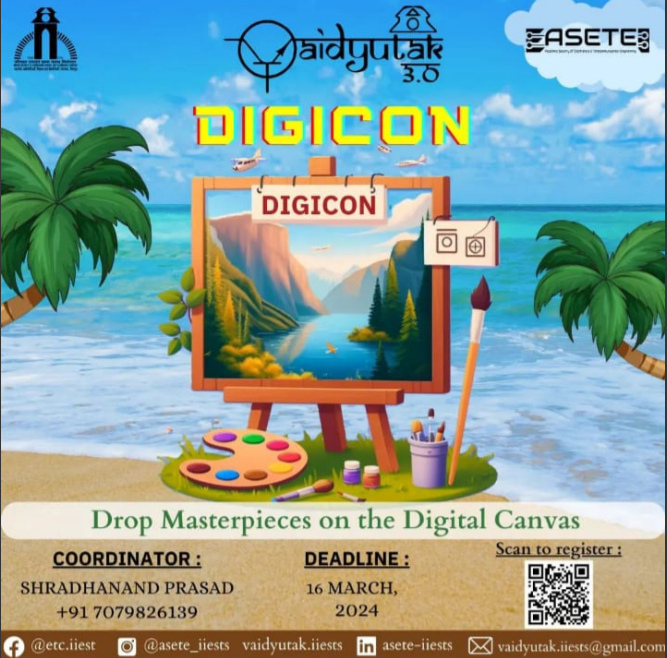 Vaidyutak
3.0
ASETE
DIGICON
DIGICON
Drop Masterpieces on the Digital Canvas
COORDINATOR :
SHRADHANAND PRASAD
+91 7079826139
DEADLINE :
16 MARCH,
2024
Scan to register :
@etc.iiest @asete_iiests vaidyutak.iiests asete-iiests vaidyutak.iiests@gmail.com